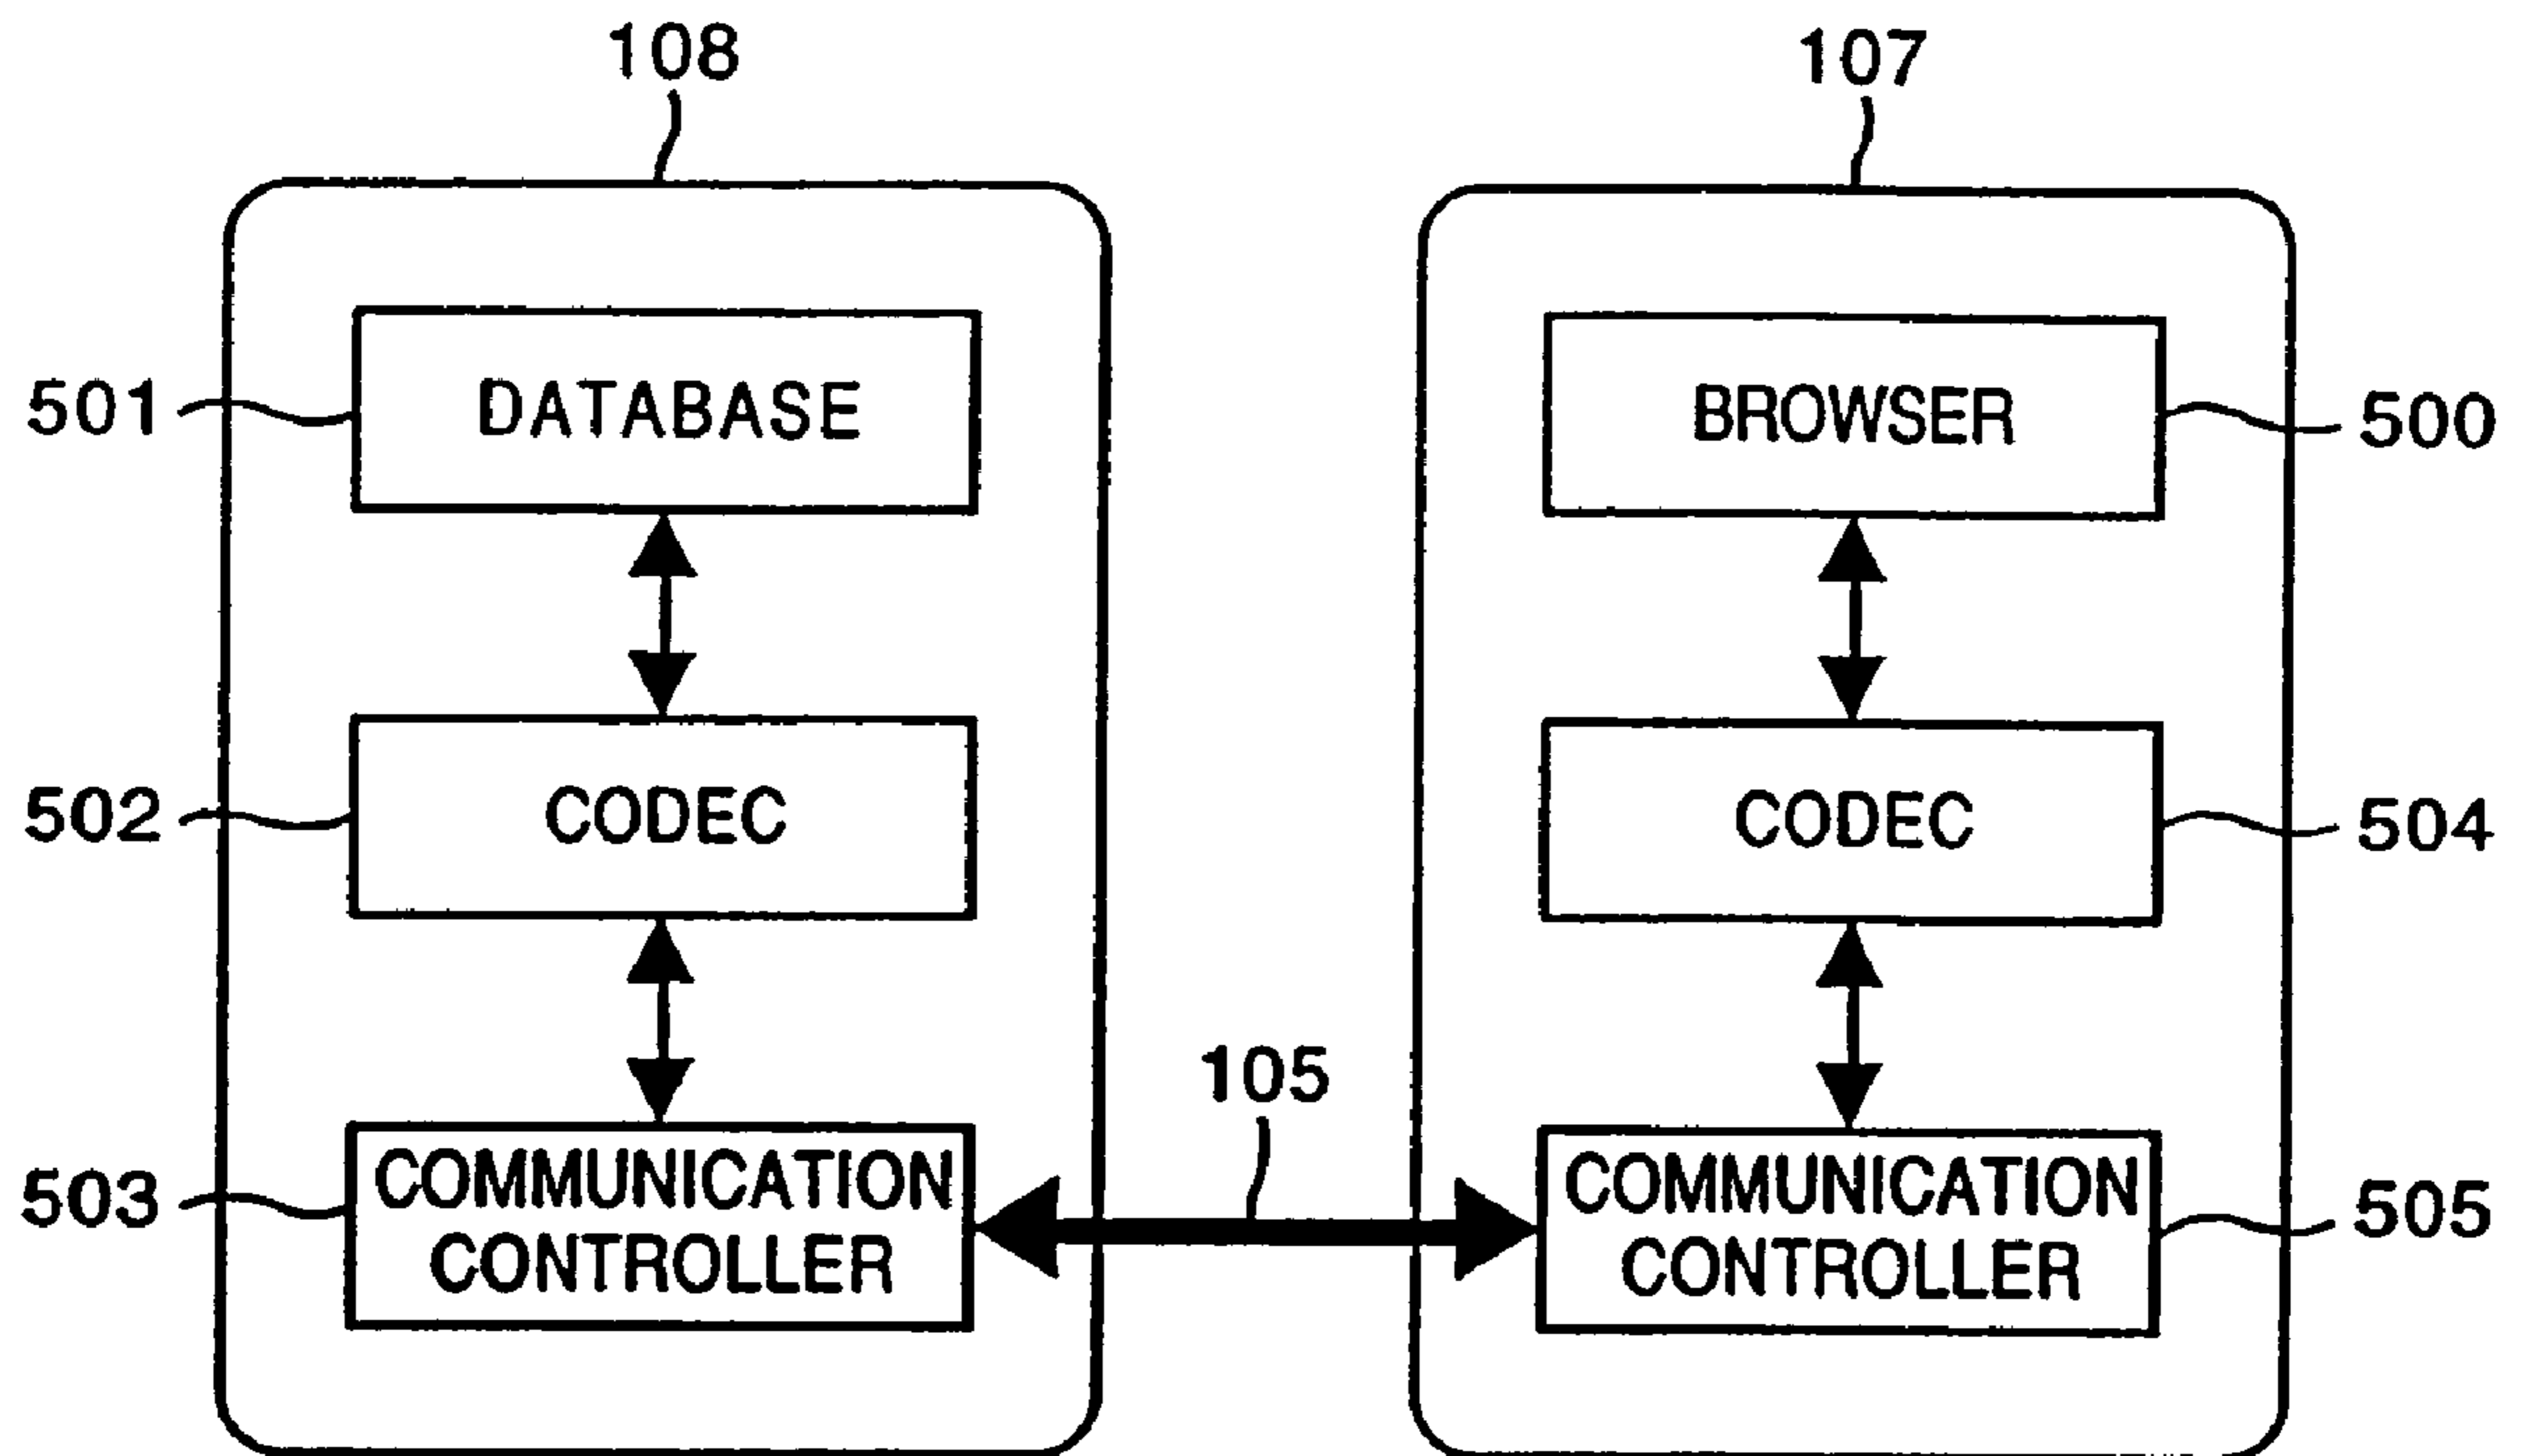 108
107
501
DATABASE
BROWSER
500
502
CODEC
CODEC
504
105
503
COMMUNICATION
CONTROLLER
COMMUNICATION
CONTROLLER
505